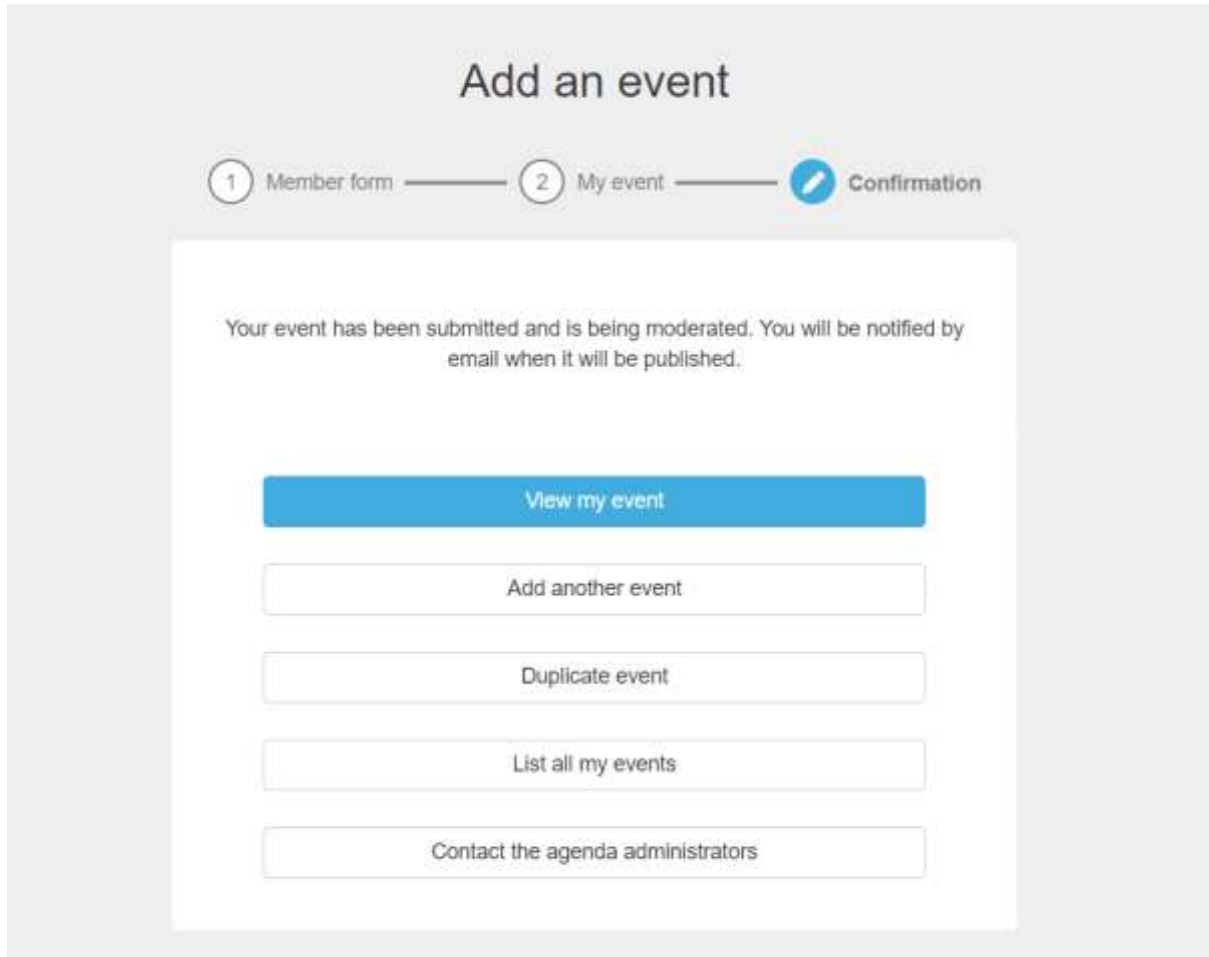 Add an event
1 Member form 2 My event Confirmation
Your event has been submitted and is being moderated. You will be notified by
email when it will be published.
View my event
Add another event
Duplicate event
List all my events
Contact the agenda administrators